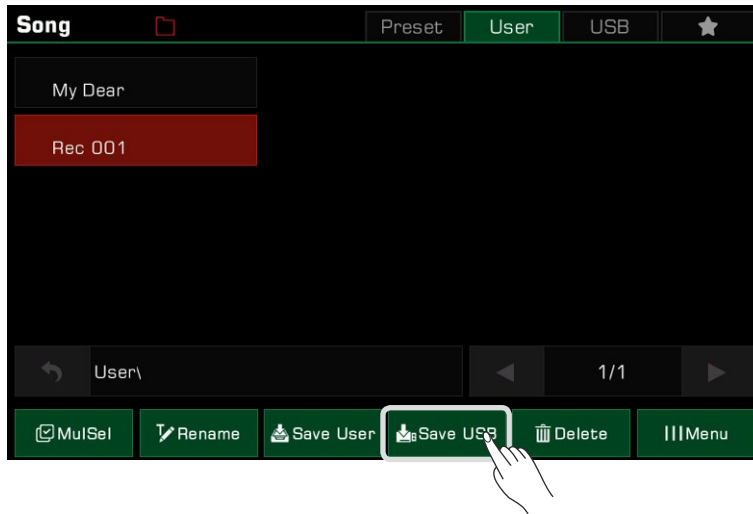 Song Preset User USB
My Dear
Rec 001
User\ 1/1
MulSel Rename Save User Save USB Delete Menu